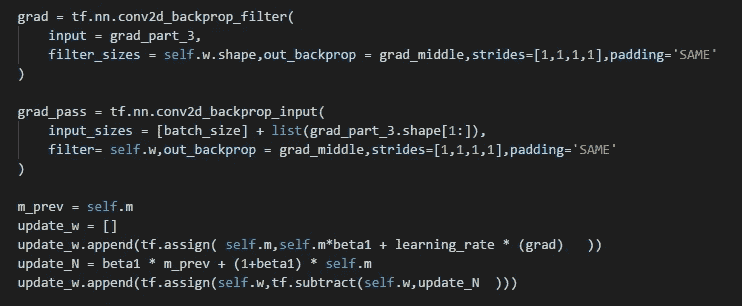 grad = tf.nn.conv2d_backprop_filter(
    input = grad_part_3,
    filter_sizes = self.w.shape,out_backprop = grad_middle,strides=[1,1,1,1],padding='SAME'
)

grad_pass = tf.nn.conv2d_backprop_input(
    input_sizes = [batch_size] + list(grad_part_3.shape[1:]),
    filter= self.w,out_backprop = grad_middle,strides=[1,1,1,1],padding='SAME'
)

m_prev = self.m
update_w = []
update_w.append(tf.assign( self.m,self.m*beta1 + learning_rate * (grad)   ))
update_N = beta1 * m_prev + (1+beta1) * self.m
update_w.append(tf.assign(self.w,tf.subtract(self.w,update_N  )))